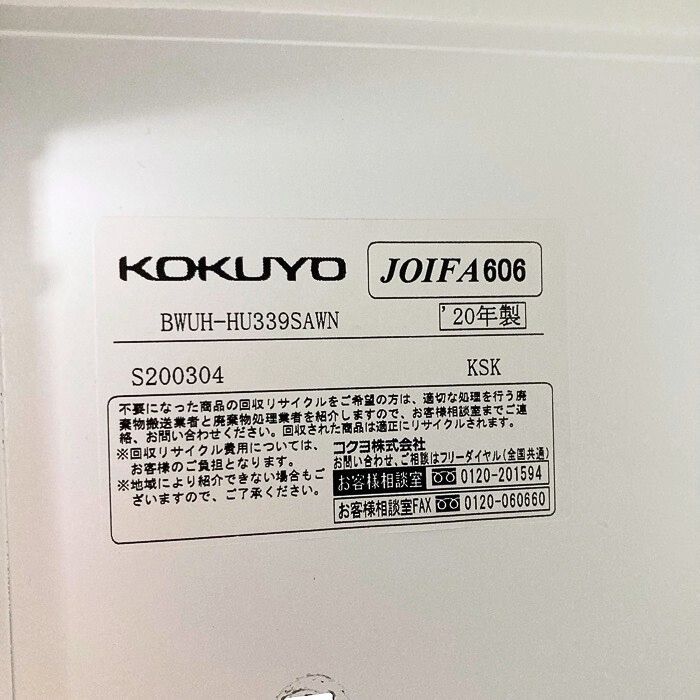 KOKUYO JOIFA606
BWUH-HU339SAWN '20年製
S200304 KSK
不要になった商品の回収リサイクルをご希望の方は、適切な処理を行う廃
棄物搬送業者と廃棄物処理業者を紹介しますので、お客様相談室までご連
絡、お問い合わせください。回収された商品は適正にリサイクルされます。
※回収リサイクル費用については、
お客様のご負担となります。
※地域により紹介できない場合もご
ざいますので、ご了承ください。
コクヨ株式会社
お問い合わせ、ご相談はフリーダイヤル(全国共通)
お客様相談室 0120-201594
お客様相談室FAX 0120-060660